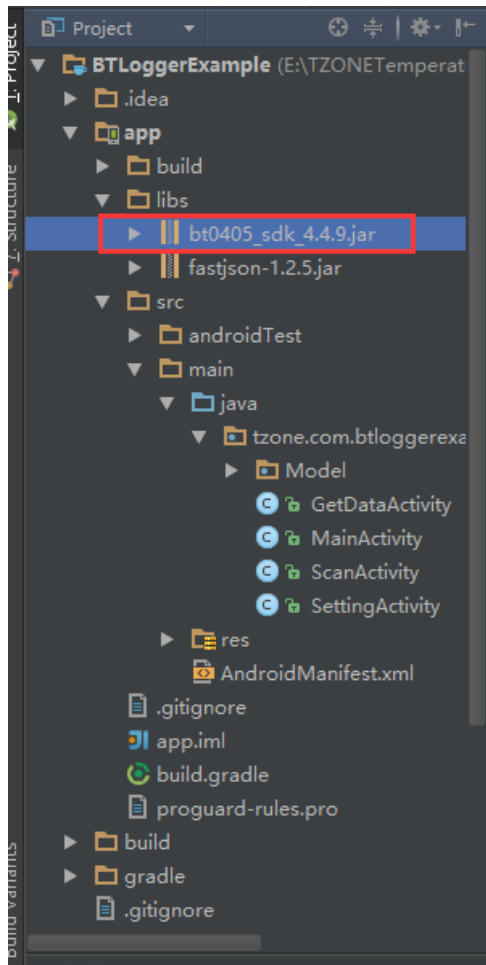 Project
BTLoggerExample (E:\TZONETemperat
.idea
app
build
libs
bt0405_sdk_4.4.9.jar
fastjson-1.2.5.jar
src
androidTest
main
java
tzone.com.btloggerexa
Model
GetDataActivity
MainActivity
ScanActivity
SettingActivity
res
AndroidManifest.xml
.gitignore
app.iml
build.gradle
proguard-rules.pro
build
gradle
.gitignore
1: Project
7: Structure
Build Variants